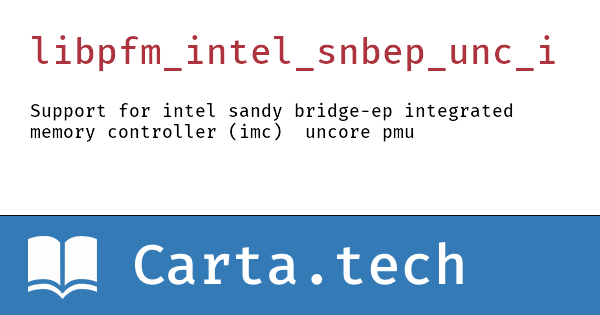 libpfm_intel_snbep_unc_i
Support for intel sandy bridge-ep integrated
memory controller (imc)  uncore pmu
Carta.tech